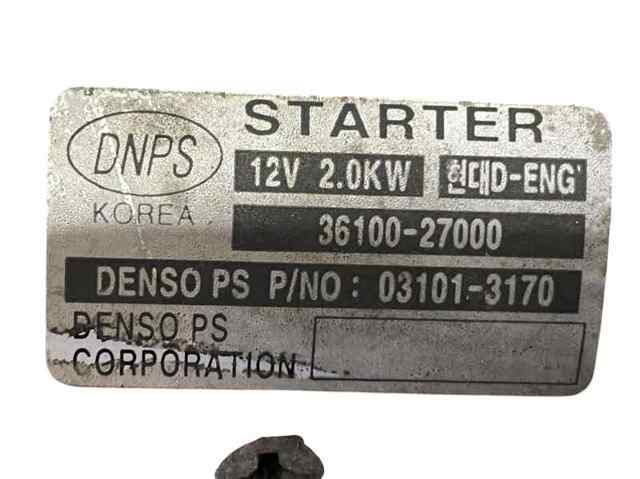 STARTER
DNPS
12V 2.0KW 현대D-ENG'
KOREA
36100-27000
DENSO PS P/NO: 03101-3170
DENSO PS
CORPORATION